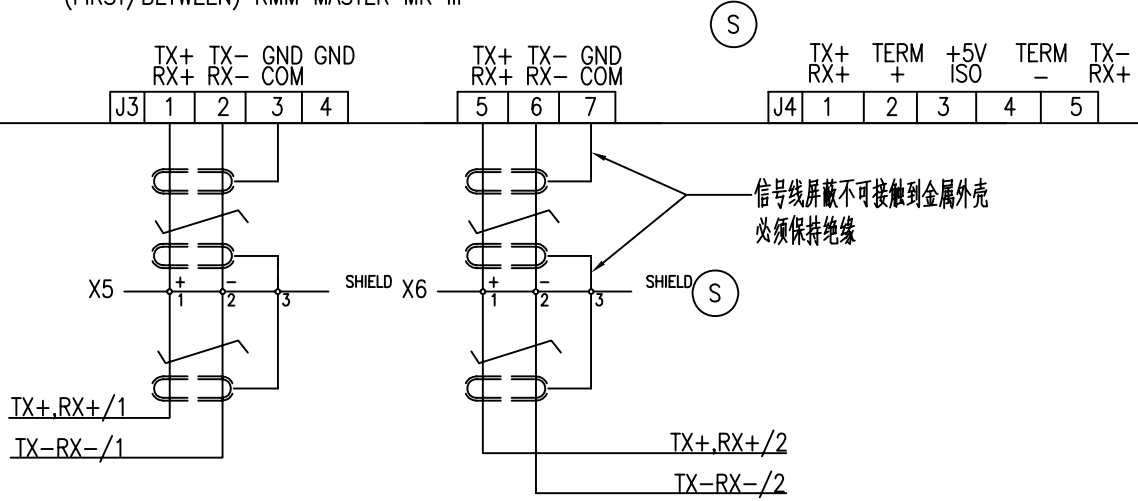 (FIRST/BETWEEN) RMM MASTER MK III
S
TX+ TX- GND GND
RX+ RX- COM
TX+ TX- GND
RX+ RX- COM
TX+ TERM +5V TERM TX-
RX+ + ISO - RX+
J3 1 2 3 4
5 6 7
J4 1 2 3 4 5
信号线屏蔽不可接触到金属外壳
必须保持绝缘
X5 + - SHIELD
1 2 3
X6 + - SHIELD
1 2 3
S
TX+,RX+/1
TX-RX-/1
TX+,RX+/2
TX-RX-/2